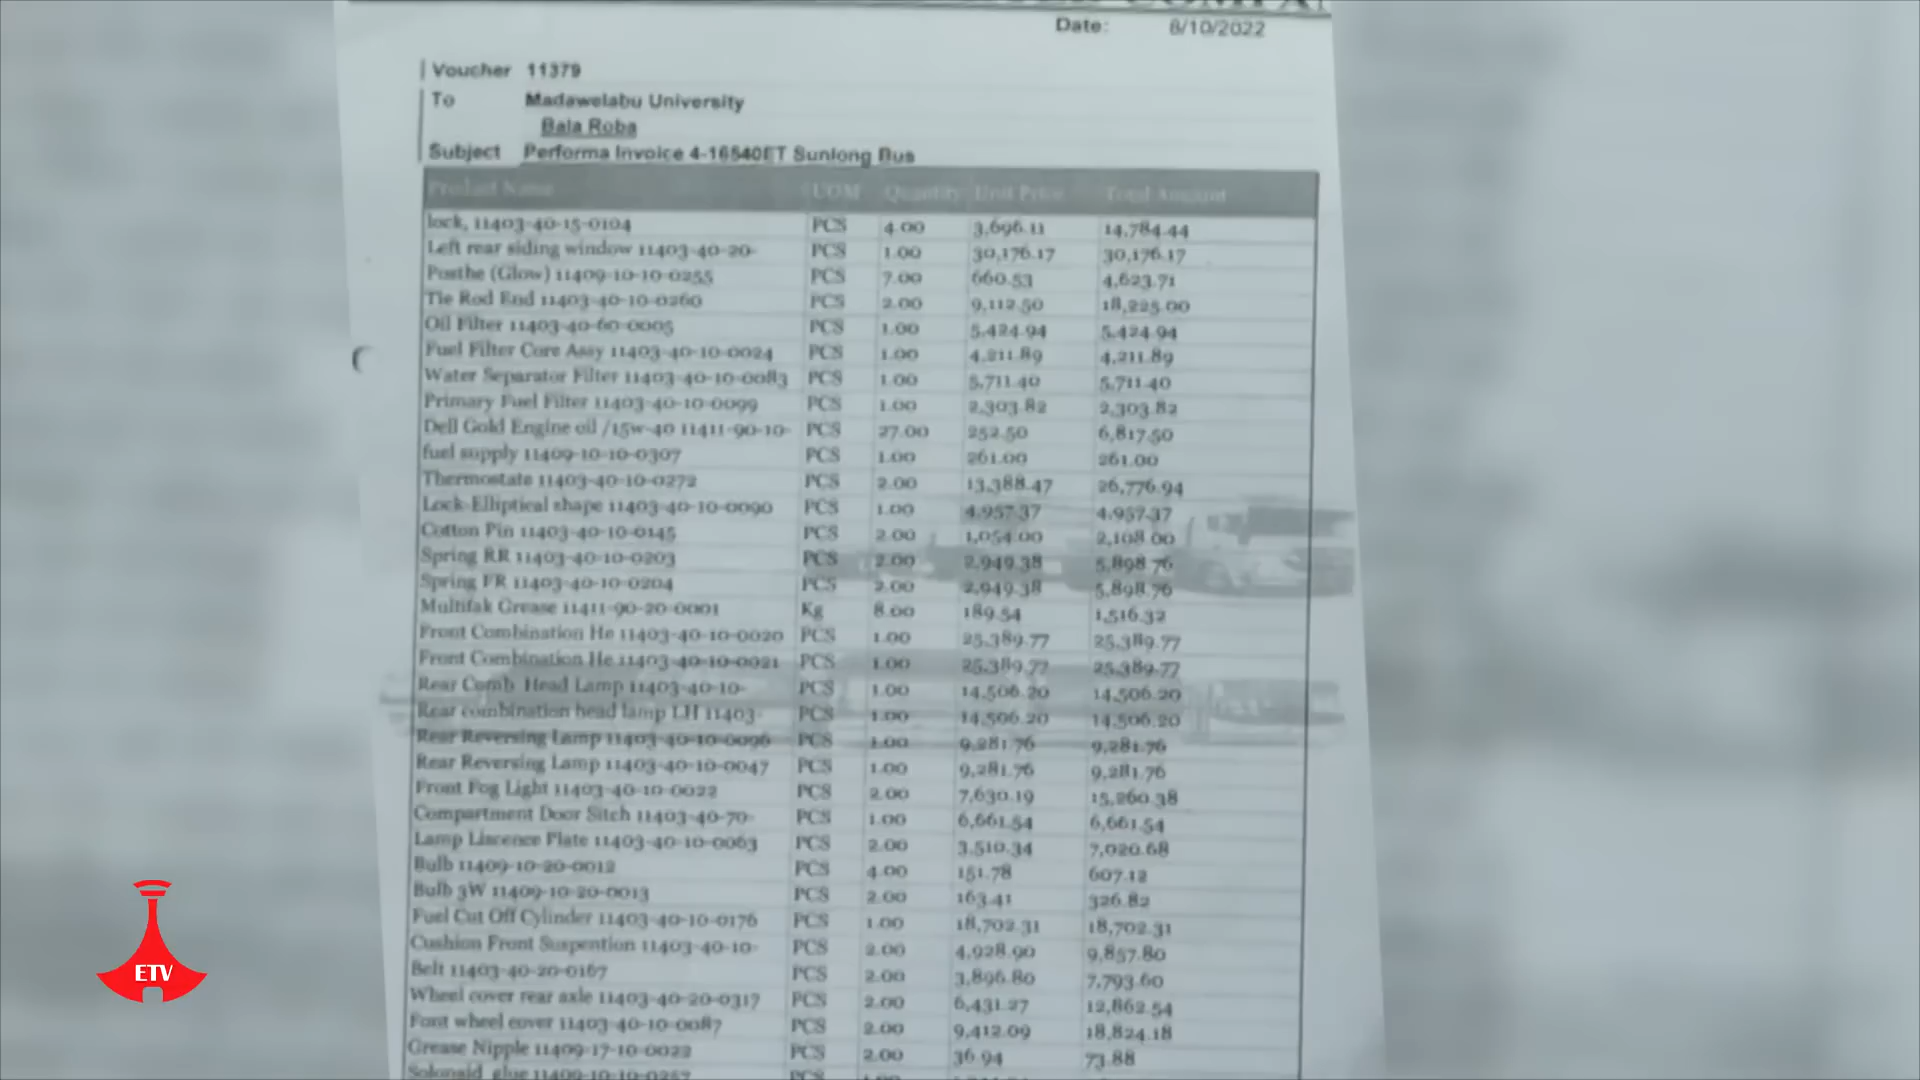 Date: 8/10/2022
Voucher 11379
To Madawelabu University
Bala Roba
Subject Performa Invoice 4-16540ET Sunlong Bus
Product Name UOM Quantity Unit Price Total Amount
lock, 11403-40-15-0104 PCS 4.00 3,696.11 14,784.44
Left rear siding window 11403-40-20- PCS 1.00 30,176.17 30,176.17
Posthe (Glow) 11409-10-10-0255 PCS 7.00 660.53 4,623.71
Tie Rod End 11403-40-10-0260 PCS 2.00 9,112.50 18,225.00
Oil Filter 11403-40-60-0005 PCS 1.00 5,424.94 5,424.94
Fuel Filter Core Assy 11403-40-10-0024 PCS 1.00 4,211.89 4,211.89
Water Separator Filter 11403-40-10-0083 PCS 1.00 5,711.40 5,711.40
Primary Fuel Filter 11403-40-10-0099 PCS 1.00 2,303.82 2,303.82
Dell Gold Engine oil /15w-40 11411-90-10- PCS 27.00 252.50 6,817.50
fuel supply 11409-10-10-0307 PCS 1.00 261.00 261.00
Thermostate 11403-40-10-0272 PCS 2.00 13,388.47 26,776.94
Lock-Elliptical shape 11403-40-10-0090 PCS 1.00 4,957.37 4,957.37
Cotton Pin 11403-40-10-0145 PCS 2.00 1,054.00 2,108.00
Spring RR 11403-40-10-0203 PCS 2.00 2,949.38 5,898.76
Spring FR 11403-40-10-0204 PCS 2.00 2,949.38 5,898.76
Multifak Grease 11411-90-20-0001 Kg 8.00 189.54 1,516.32
Front Combination He 11403-40-10-0020 PCS 1.00 25,389.77 25,389.77
Front Combination He 11403-40-10-0021 PCS 1.00 25,389.77 25,389.77
Rear Comb Head Lamp 11403-40-10- PCS 1.00 14,506.20 14,506.20
Rear combination head lamp LH 11403- PCS 1.00 14,506.20 14,506.20
Rear Reversing Lamp 11403-40-10-0096 PCS 1.00 9,281.76 9,281.76
Rear Reversing Lamp 11403-40-10-0047 PCS 1.00 9,281.76 9,281.76
Front Fog Light 11403-40-10-0022 PCS 2.00 7,630.19 15,260.38
Compartment Door Sitch 11403-40-70- PCS 1.00 6,661.54 6,661.54
Lamp Liscence Plate 11403-40-10-0063 PCS 2.00 3,510.34 7,020.68
Bulb 11409-10-20-0012 PCS 4.00 151.78 607.12
Bulb 3W 11409-10-20-0013 PCS 2.00 163.41 326.82
Fuel Cut Off Cylinder 11403-40-10-0176 PCS 1.00 18,702.31 18,702.31
Cushion Front Suspention 11403-40-10- PCS 2.00 4,928.90 9,857.80
Belt 11403-40-20-0167 PCS 2.00 3,896.80 7,793.60
Wheel cover rear axle 11403-40-20-0317 PCS 2.00 6,431.27 12,862.54
Font wheel cover 11403-40-10-0087 PCS 2.00 9,412.09 18,824.18
Grease Nipple 11409-17-10-0022 PCS 2.00 36.94 73.88
ETV